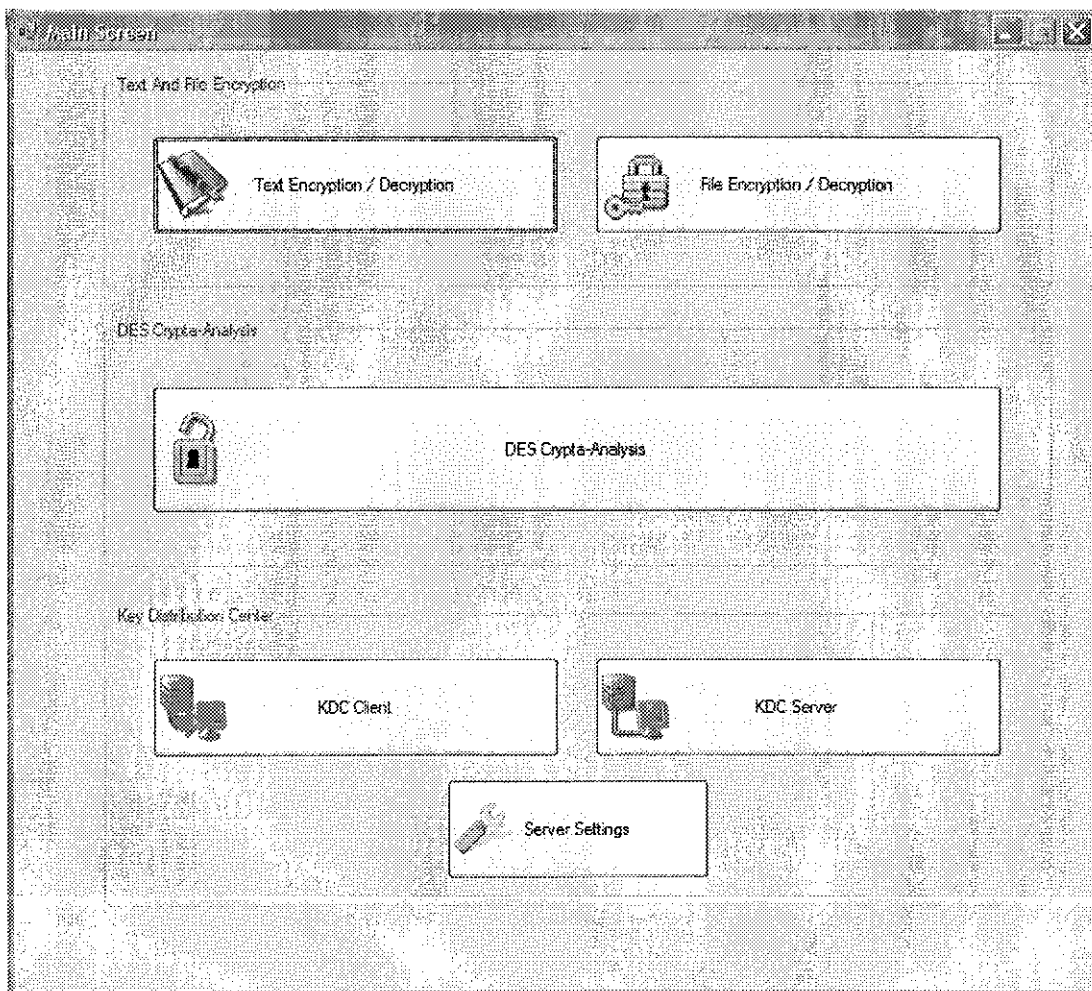 Main Screen
Text And File Encryption
Text Encryption / Decryption
File Encryption / Decryption
DES Crypta-Analysis
DES Crypta-Analysis
Key Distribution Center
KDC Client
KDC Server
Server Settings